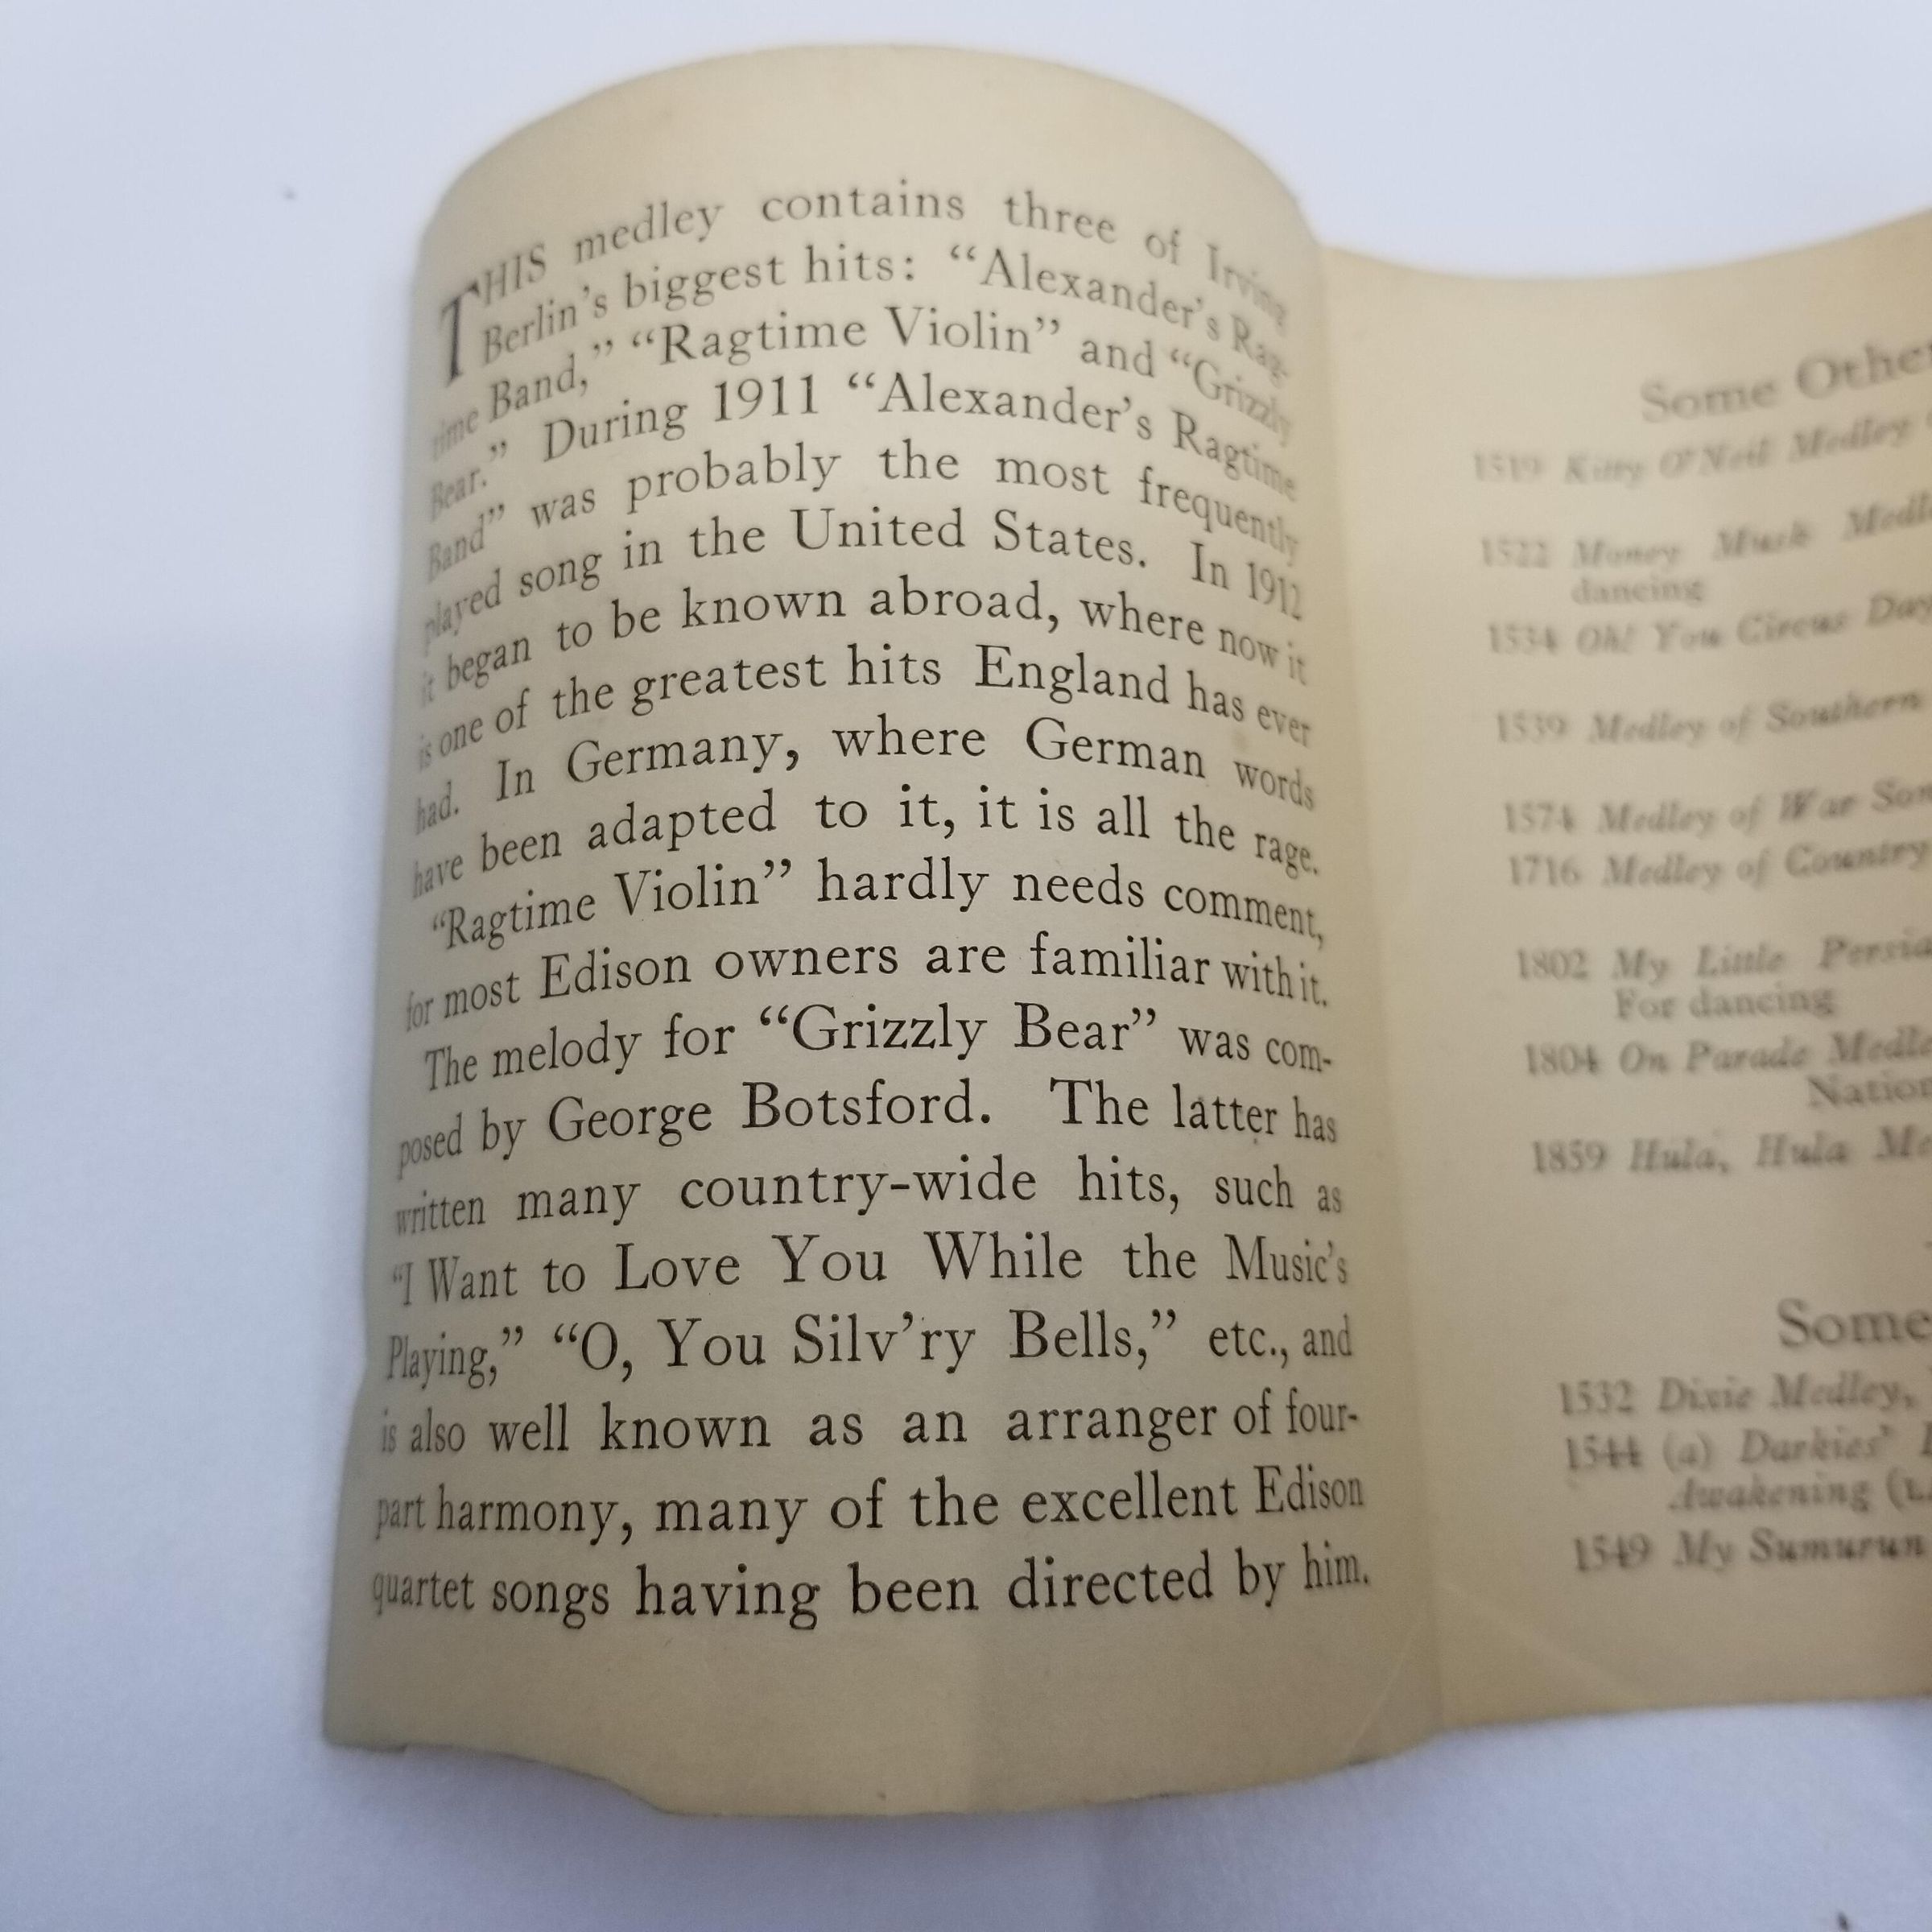 THIS medley contains three of Irving
Berlin's biggest hits: “Alexander's Rag-
time Band,” “Ragtime Violin” and “Grizzly
Bear.” During 1911 “Alexander's Ragtime
Band” was probably the most frequently
played song in the United States. In 1912
it began to be known abroad, where now it
is one of the greatest hits England has ever
had. In Germany, where German words
have been adapted to it, it is all the rage.
“Ragtime Violin” hardly needs comment,
for most Edison owners are familiar with it.
The melody for “Grizzly Bear” was com-
posed by George Botsford. The latter has
written many country-wide hits, such as
“I Want to Love You While the Music's
Playing,” “O, You Silv'ry Bells,” etc., and
is also well known as an arranger of four-
part harmony, many of the excellent Edison
quartet songs having been directed by him.
Some Other
1519 Kitty O'Neil Medley
1522 Money Musk Medl
dancing
1534 Oh! You Circus Day
1539 Medley of Southern
1574 Medley of War Son
1716 Medley of Country
1802 My Little Persia
For dancing
1804 On Parade Medle
Nation
1859 Hula, Hula Me
Some
1532 Dixie Medley,
1544 (a) Darkies'
Awakening
1549 My Sumurun